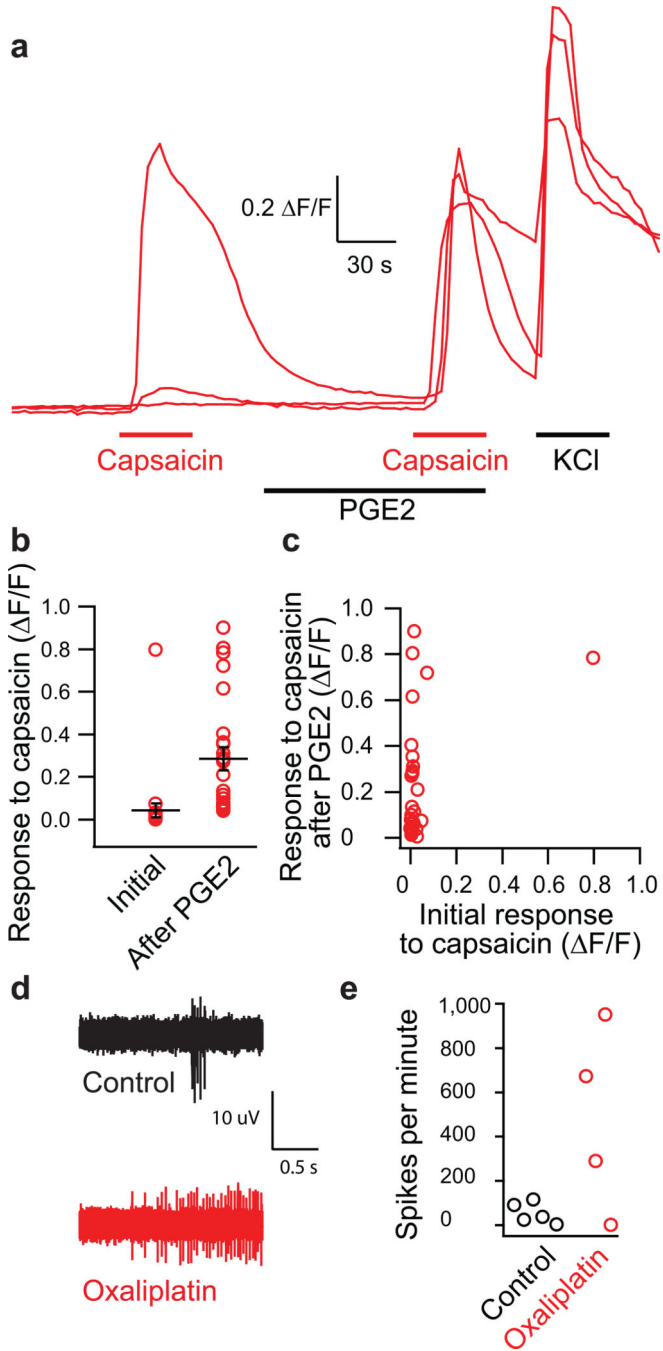 a
0.2 ΔF/F
30 s
Capsaicin
Capsaicin
KCl
PGE2
b
Response to capsaicin (ΔF/F)
1.0
0.8
0.6
0.4
0.2
0.0
Initial
After PGE2
c
Response to capsaicin
after PGE2 (ΔF/F)
1.0
0.8
0.6
0.4
0.2
0
0
0.2
0.4
0.6
0.8
1.0
Initial response
to capsaicin (ΔF/F)
d
Control
10 uV
0.5 s
Oxaliplatin
e
Spikes per minute
1,000
800
600
400
200
0
Control
Oxaliplatin